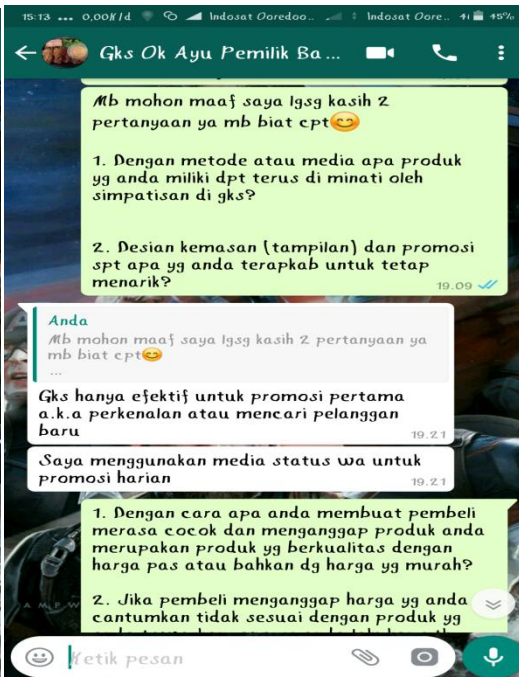 15:13 ... 0,00K/d Indosat Ooredoo.. Indosat Oore.. 41 45%
Gks Ok Ayu Pemilik Ba...
Mb mohon maaf saya lgsg kasih 2
pertanyaan ya mb biat cpt😊
1. Dengan metode atau media apa produk
yg anda miliki dpt terus di minati oleh
simpatisan di gks?
2. Desian kemasan (tampilan) dan promosi
spt apa yg anda terapkab untuk tetap
menarik?
19.09
Anda
Mb mohon maaf saya lgsg kasih 2 pertanyaan ya
mb biat cpt😊
...
Gks hanya efektif untuk promosi pertama
a.k.a perkenalan atau mencari pelanggan
baru
19.21
Saya menggunakan media status wa untuk
promosi harian
19.21
1. Dengan cara apa anda membuat pembeli
merasa cocok dan menganggap produk anda
merupakan produk yg berkualitas dengan
harga pas atau bahkan dg harga yg murah?
2. Jika pembeli menganggap harga yg anda
cantumkan tidak sesuai dengan produk yg
Ketik pesan